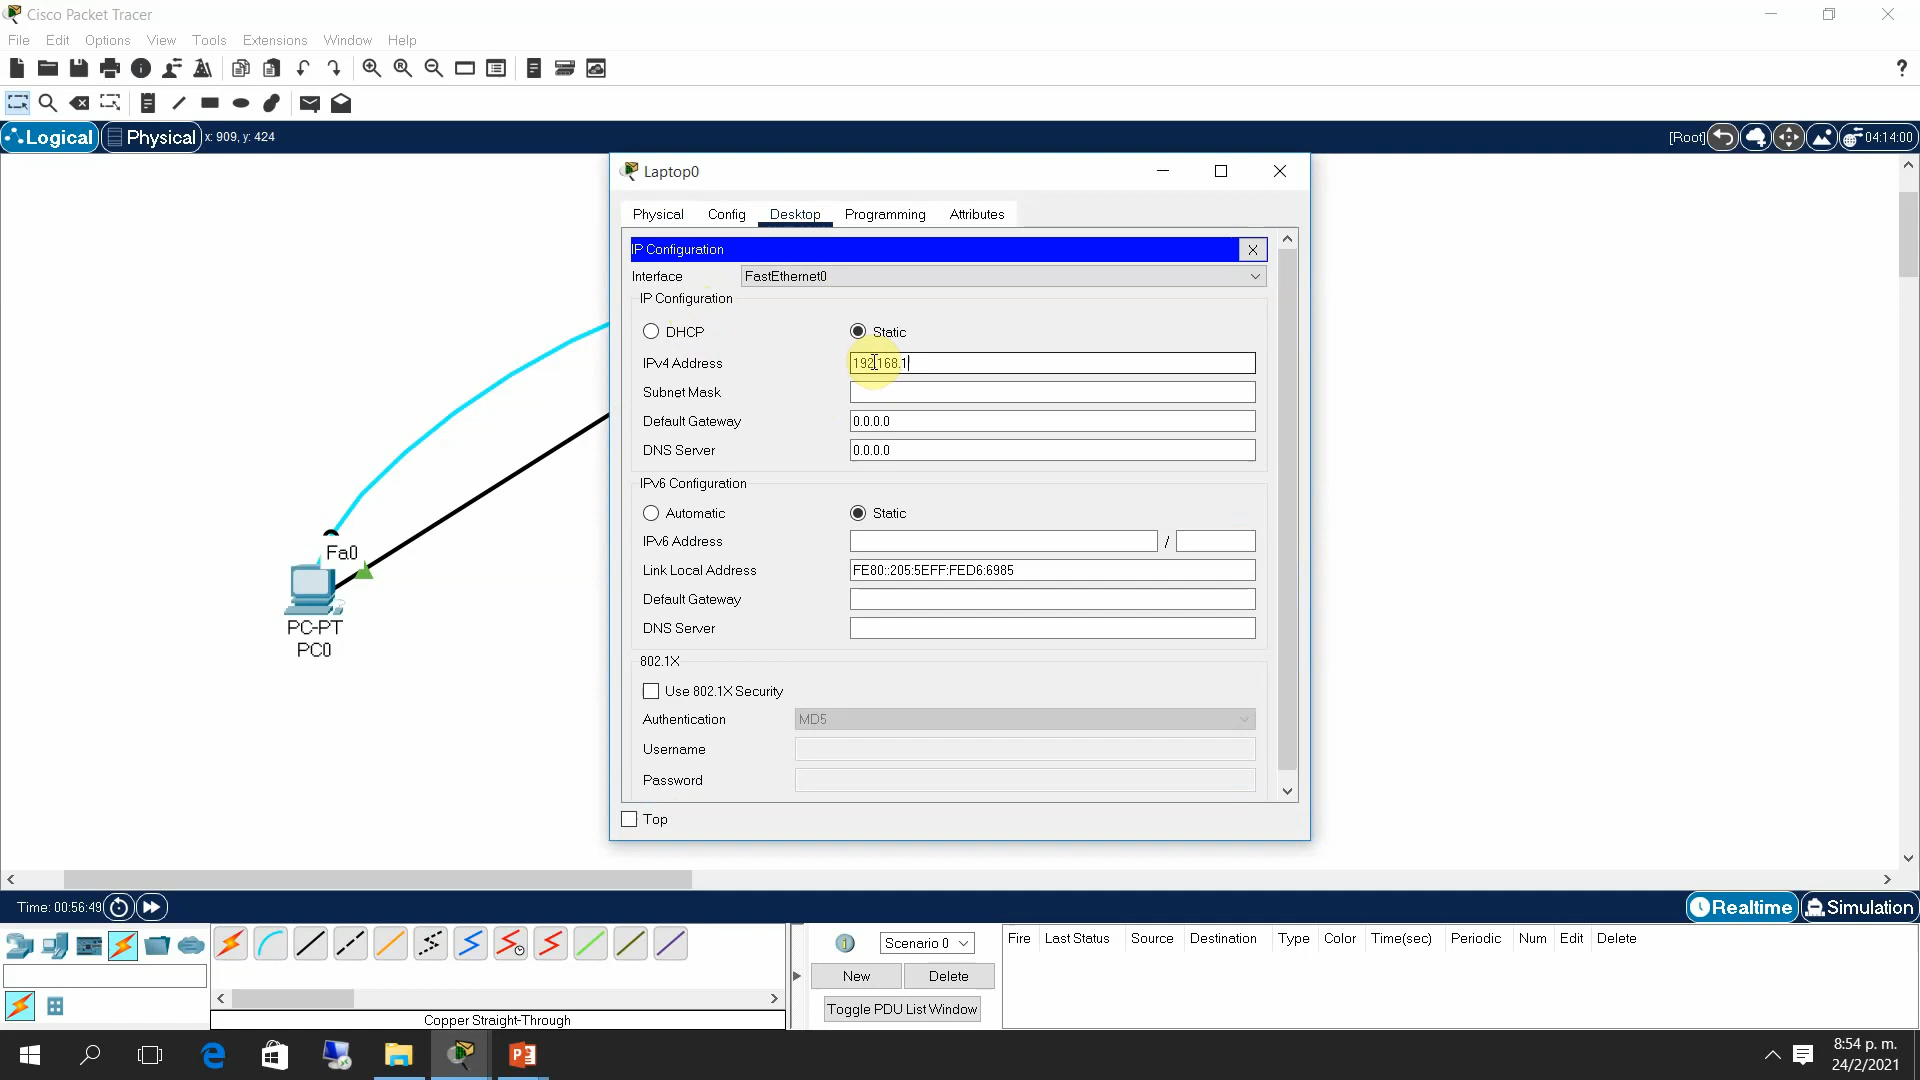 Cisco Packet Tracer
File Edit Options View Tools Extensions Window Help
?
Logical Physical x: 909, y: 424 [Root] 04:14:00
Laptop0
Physical Config Desktop Programming Attributes
IP Configuration X
Interface FastEthernet0
IP Configuration
DHCP Static
IPv4 Address 192.168.1
Subnet Mask
Default Gateway 0.0.0.0
DNS Server 0.0.0.0
IPv6 Configuration
Automatic Static
IPv6 Address /
Link Local Address FE80::205:5EFF:FED6:6985
Default Gateway
DNS Server
802.1X
Use 802.1X Security
Authentication MD5
Username
Password
Top
Fa0
PC-PT
PC0
Time: 00:56:49 Realtime Simulation
Scenario 0
New Delete
Toggle PDU List Window
Fire Last Status Source Destination Type Color Time(sec) Periodic Num Edit Delete
Copper Straight-Through
8:54 p. m.
24/2/2021